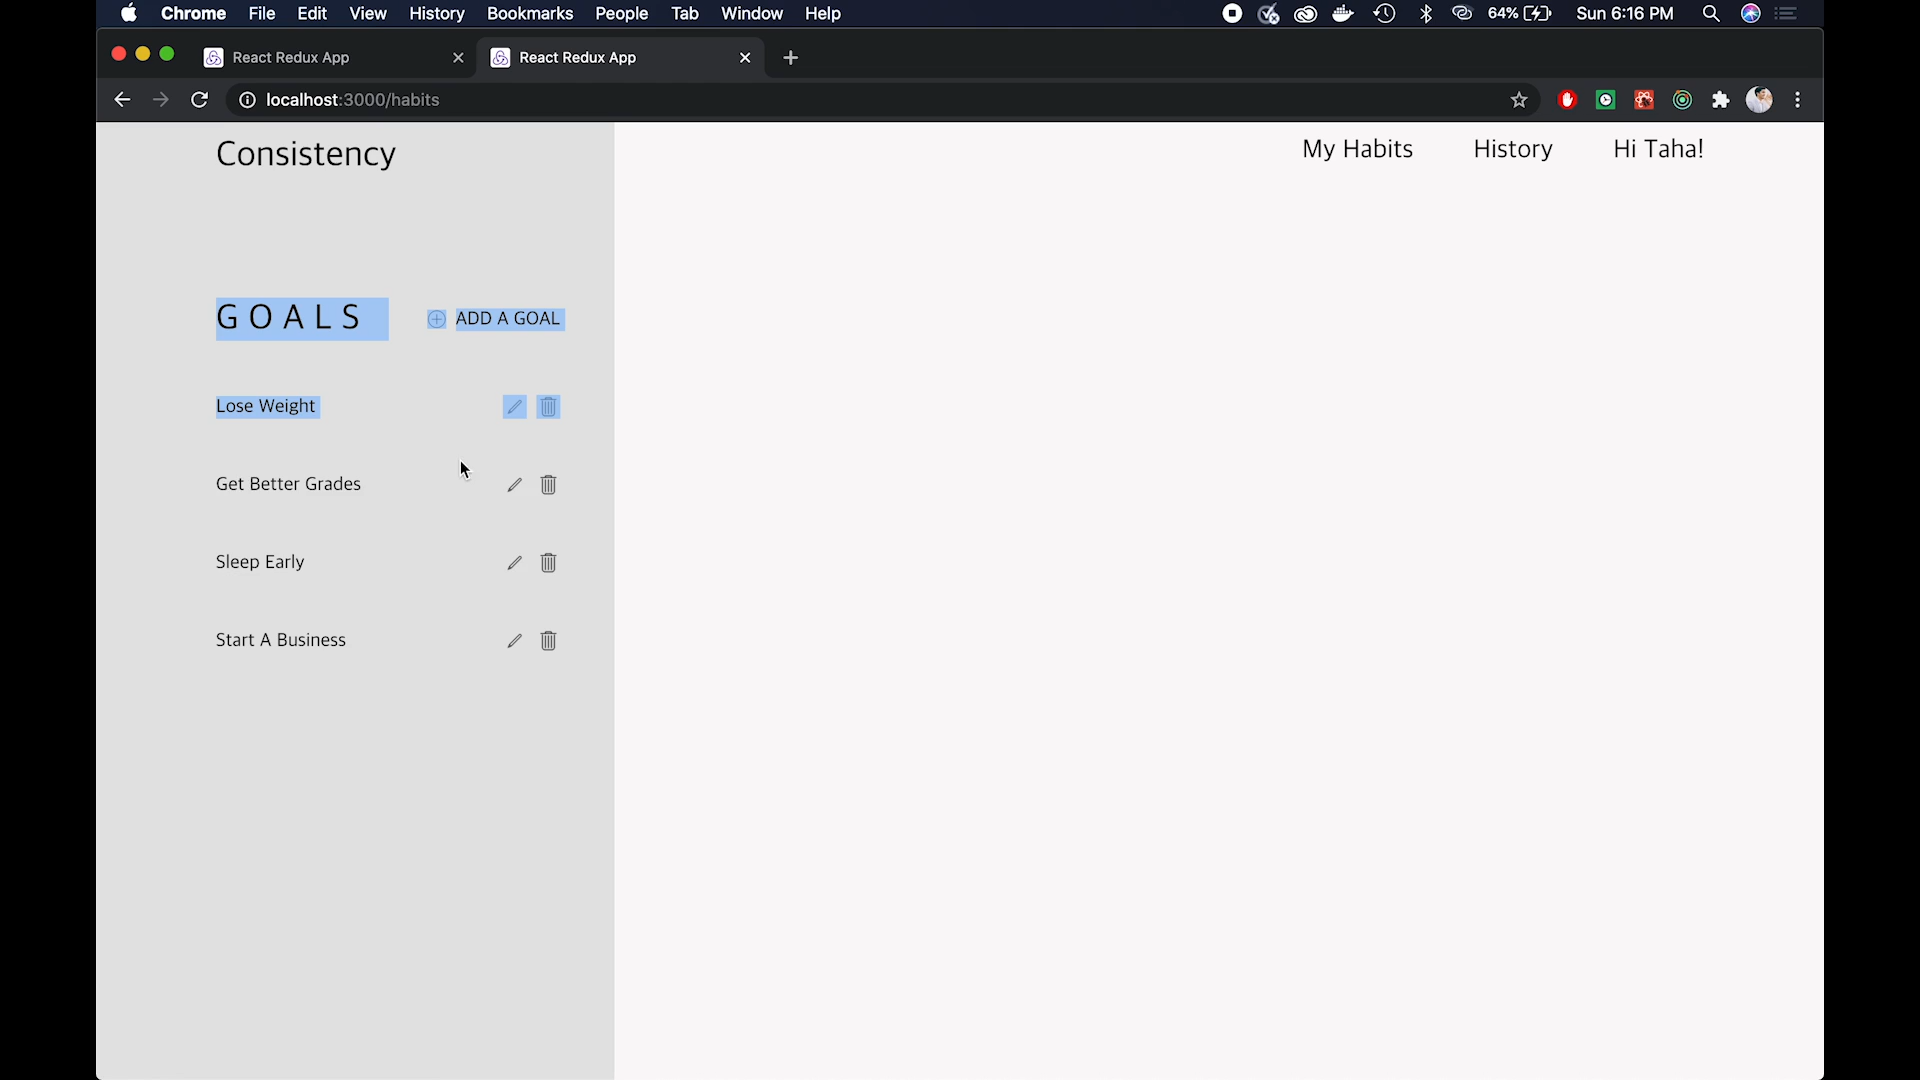 Chrome File Edit View History Bookmarks People Tab Window Help 64% Sun 6:16 PM
React Redux App React Redux App
localhost:3000/habits
Consistency My Habits History Hi Taha!
GOALS ADD A GOAL
Lose Weight
Get Better Grades
Sleep Early
Start A Business